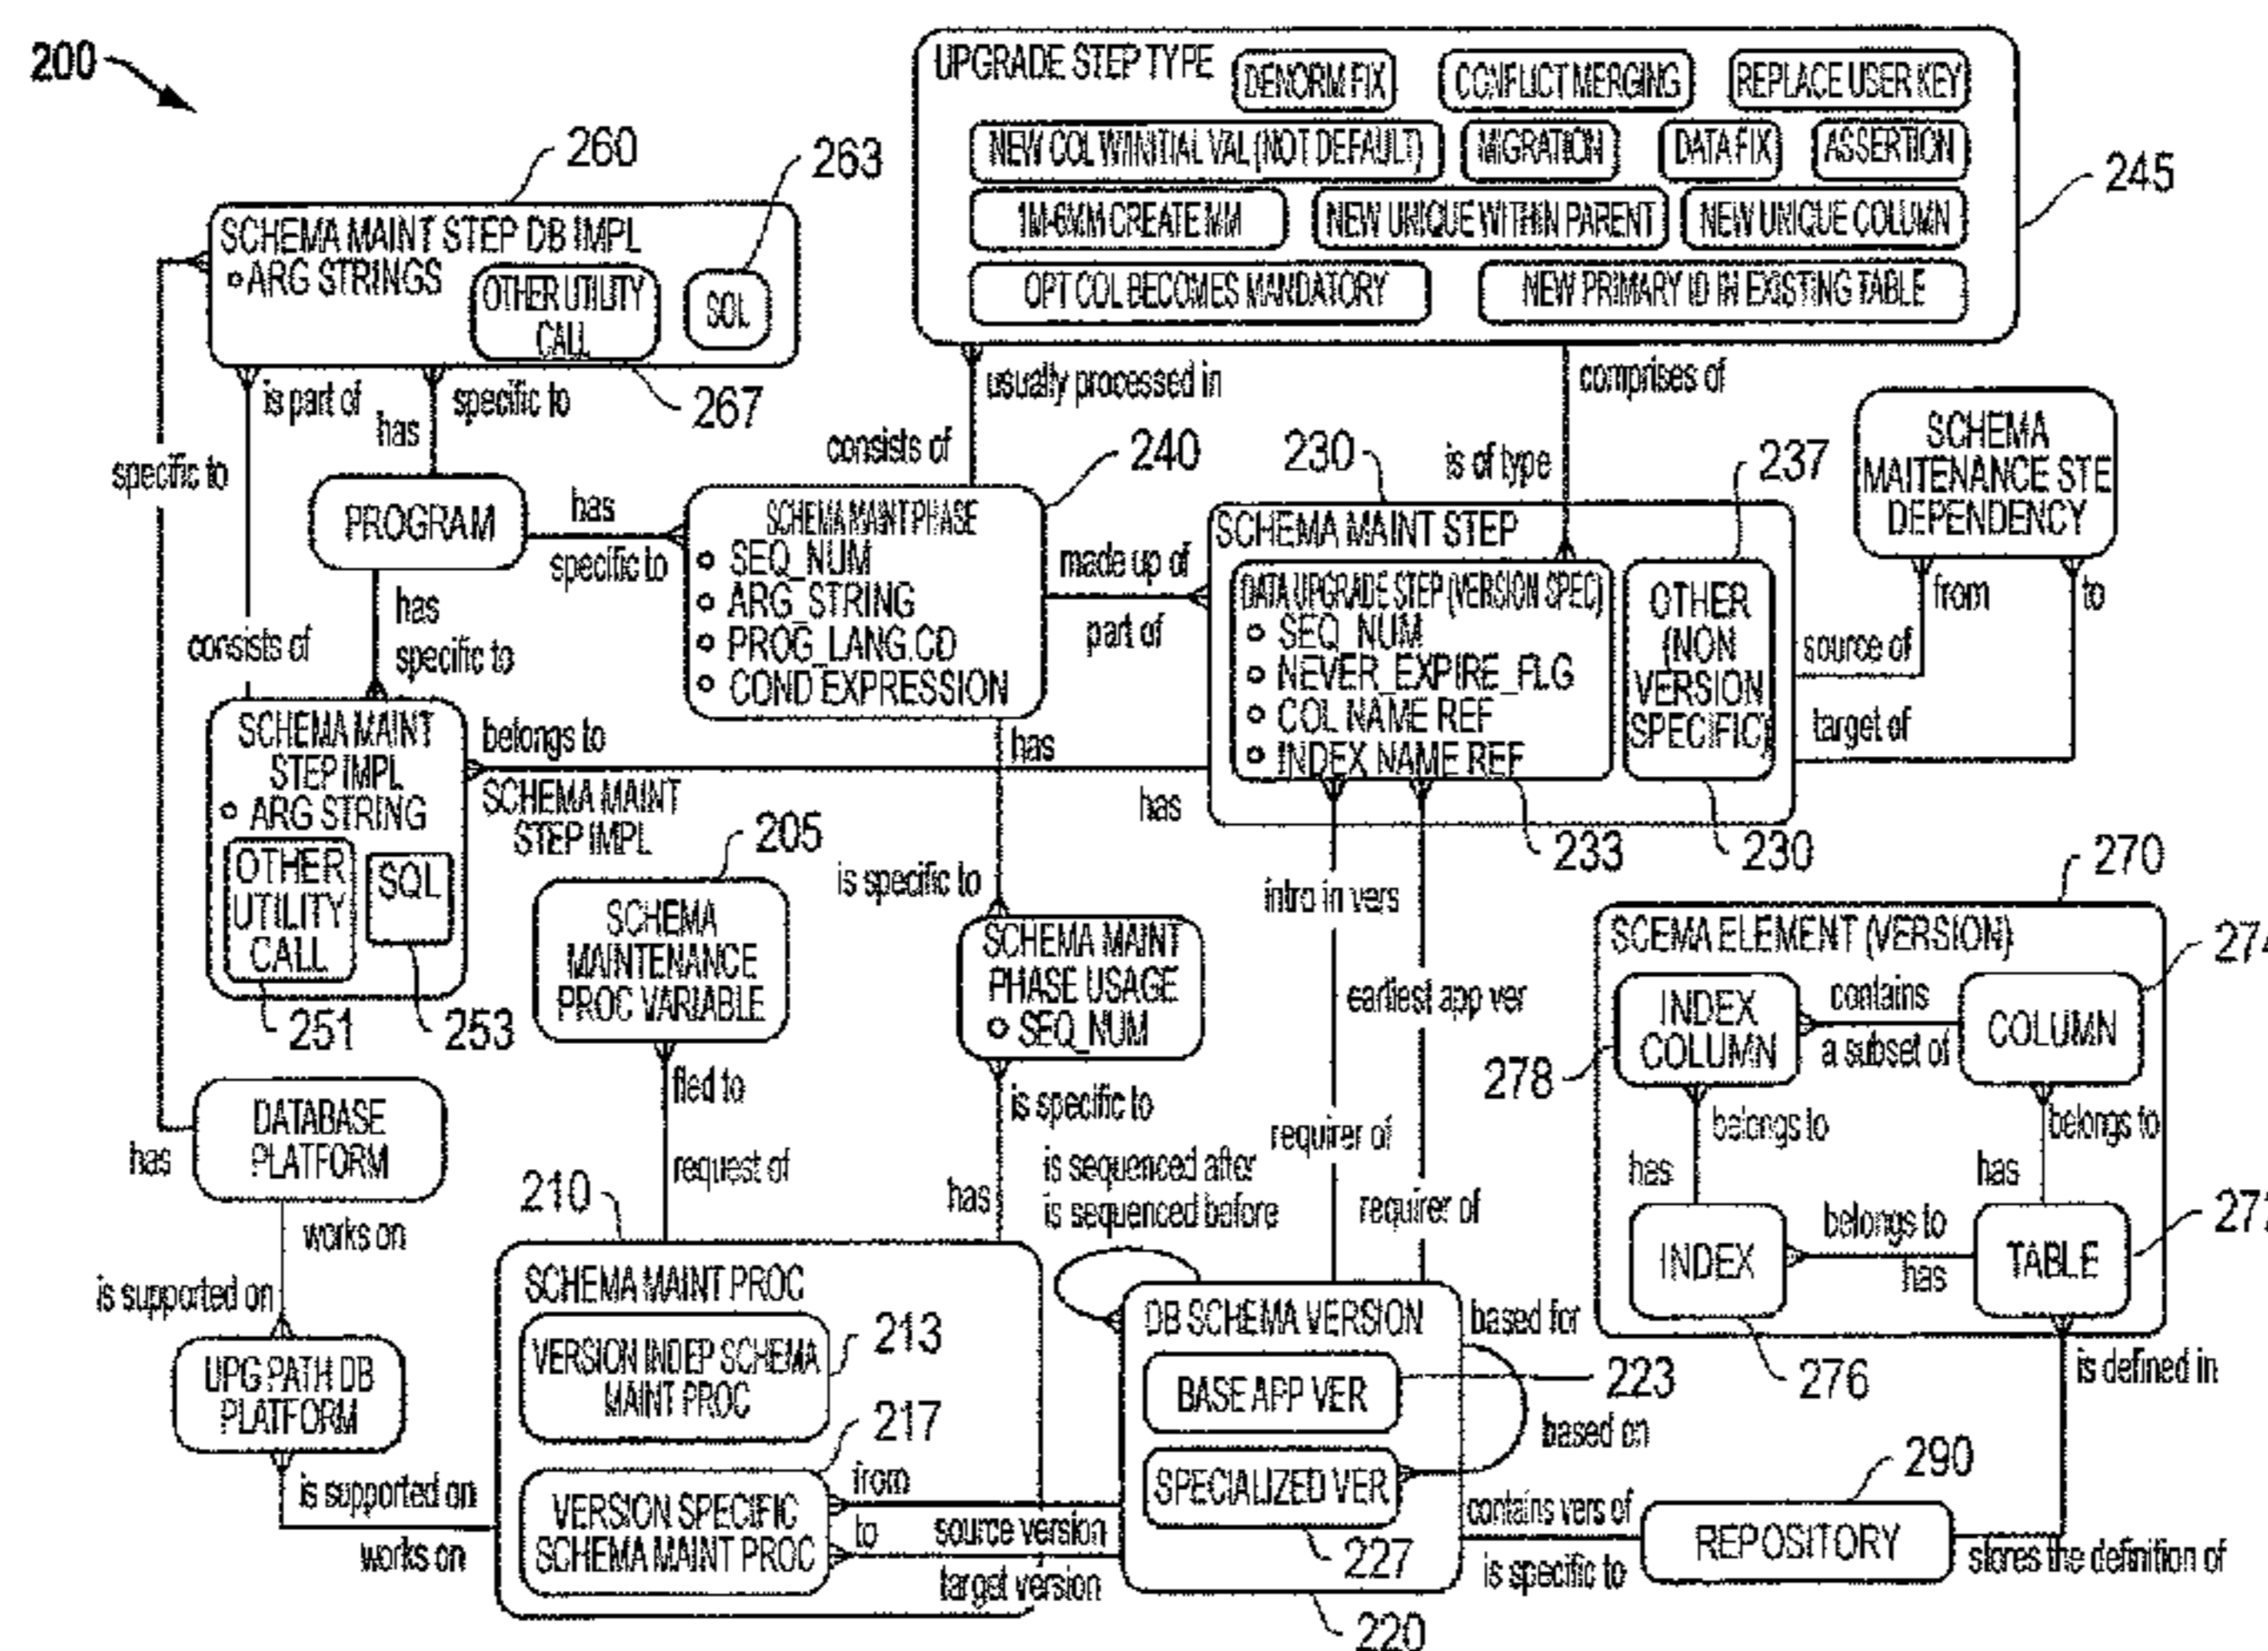 200
UPGRADE STEP TYPE
DENORM FIX
CONFLICT MERGING
REPLACE USER KEY
NEW COL W/INITIAL VAL (NOT DEFAULT)
MIGRATION
DATA FIX
ASSERTION
1M-6MM CREATE MM
NEW UNIQUE WITHIN PARENT
NEW UNIQUE COLUMN
OPT COL BECOMES MANDATORY
NEW PRIMARY ID IN EXISTING TABLE
245
260
263
SCHEMA MAINT STEP DB IMPL
ARG STRINGS
OTHER UTILITY
CALL
SQL
267
is part of
has
specific to
specific to
usually processed in
consists of
comprises of
is of type
PROGRAM
has
specific to
240
SCHEMA MAINT PHASE
SEQ_NUM
ARG_STRING
PROG_LANG.CD
COND EXPRESSION
made up of
part of
230
SCHEMA MAINT STEP
DATA UPGRADE STEP (VERSION SPEC)
SEQ_NUM
NEVER_EXPIRE_FLG
COL NAME REF
INDEX NAME REF
237
OTHER
(NON
VERSION
SPECIFIC)
233
230
SCHEMA
MAITENANCE STE
DEPENDENCY
from
to
source of
target of
has
specific to
consists of
SCHEMA MAINT
STEP IMPL
ARG STRING
OTHER
UTILITY
CALL
SQL
251
253
belongs to
SCHEMA MAINT
STEP IMPL
has
has
205
SCHEMA
MAINTENANCE
PROC VARIABLE
fled to
request of
is specific to
SCHEMA MAINT
PHASE USAGE
SEQ_NUM
is specific to
has
intro in vers
earliest app ver
requirer of
requirer of
is sequenced after
is sequenced before
270
SCEMA ELEMENT (VERSION)
274
INDEX
COLUMN
278
contains
a subset of
COLUMN
belongs to
has
belongs to
has
INDEX
belongs to
has
TABLE
276
is defined in
DATABASE
PLATFORM
has
works on
is supported on
UPG PATH DB
PLATFORM
is supported on
works on
210
SCHEMA MAINT PROC
VERSION INDEP SCHEMA
MAINT PROC
213
217
VERSION SPECIFIC
SCHEMA MAINT PROC
from
to
source version
target version
DB SCHEMA VERSION
BASE APP VER
223
SPECIALIZED VER
227
220
based for
based on
contains vers of
is specific to
290
REPOSITORY
stores the definition of